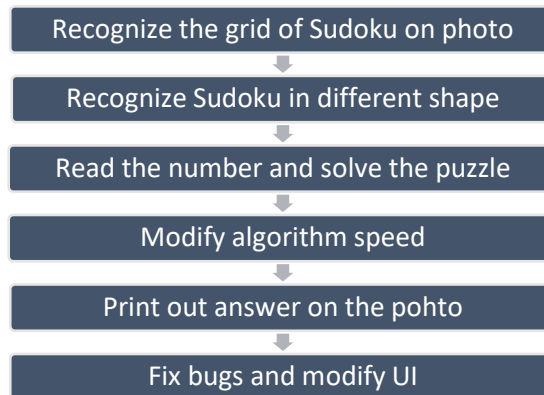 Recognize the grid of Sudoku on photo
Recognize Sudoku in different shape
Read the number and solve the puzzle
Modify algorithm speed
Print out answer on the pohto
Fix bugs and modify UI